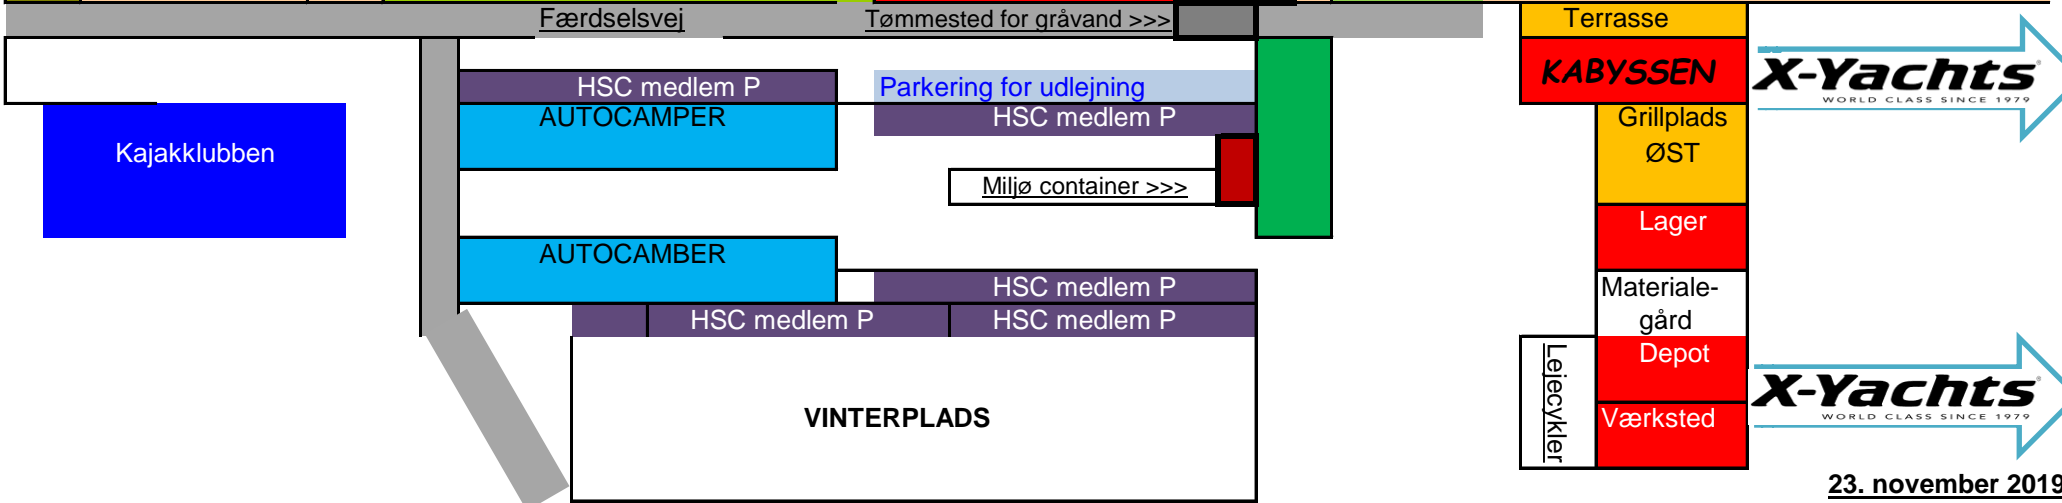 Færdselsvej
Tømmested for gråvand >>>
Terrasse
HSC medlem P
Parkering for udlejning
KABYSSEN
X-Yachts
WORLD CLASS SINCE 1979
AUTOCAMPER
HSC medlem P
Grillplads
ØST
Kajakklubben
Miljø container >>>
Lager
AUTOCAMBER
HSC medlem P
Materiale-
gård
HSC medlem P
HSC medlem P
Lejecykler
Depot
X-Yachts
WORLD CLASS SINCE 1979
VINTERPLADS
Værksted
23. november 2019